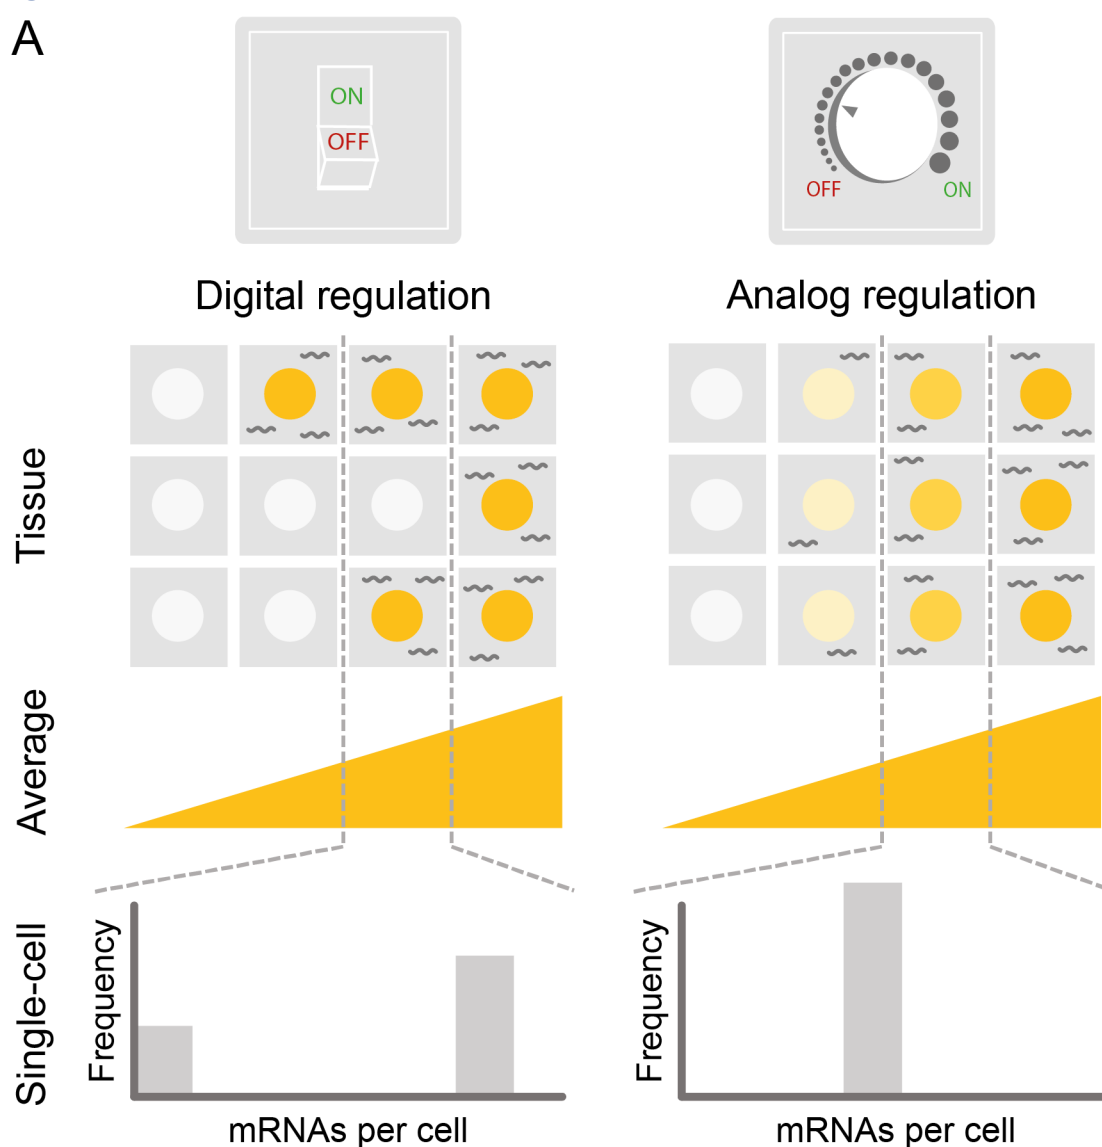 A
ON
OFF
OFF
ON
Digital regulation
Analog regulation
Tissue
Average
Single-cell
Frequency
mRNAs per cell
Frequency
mRNAs per cell